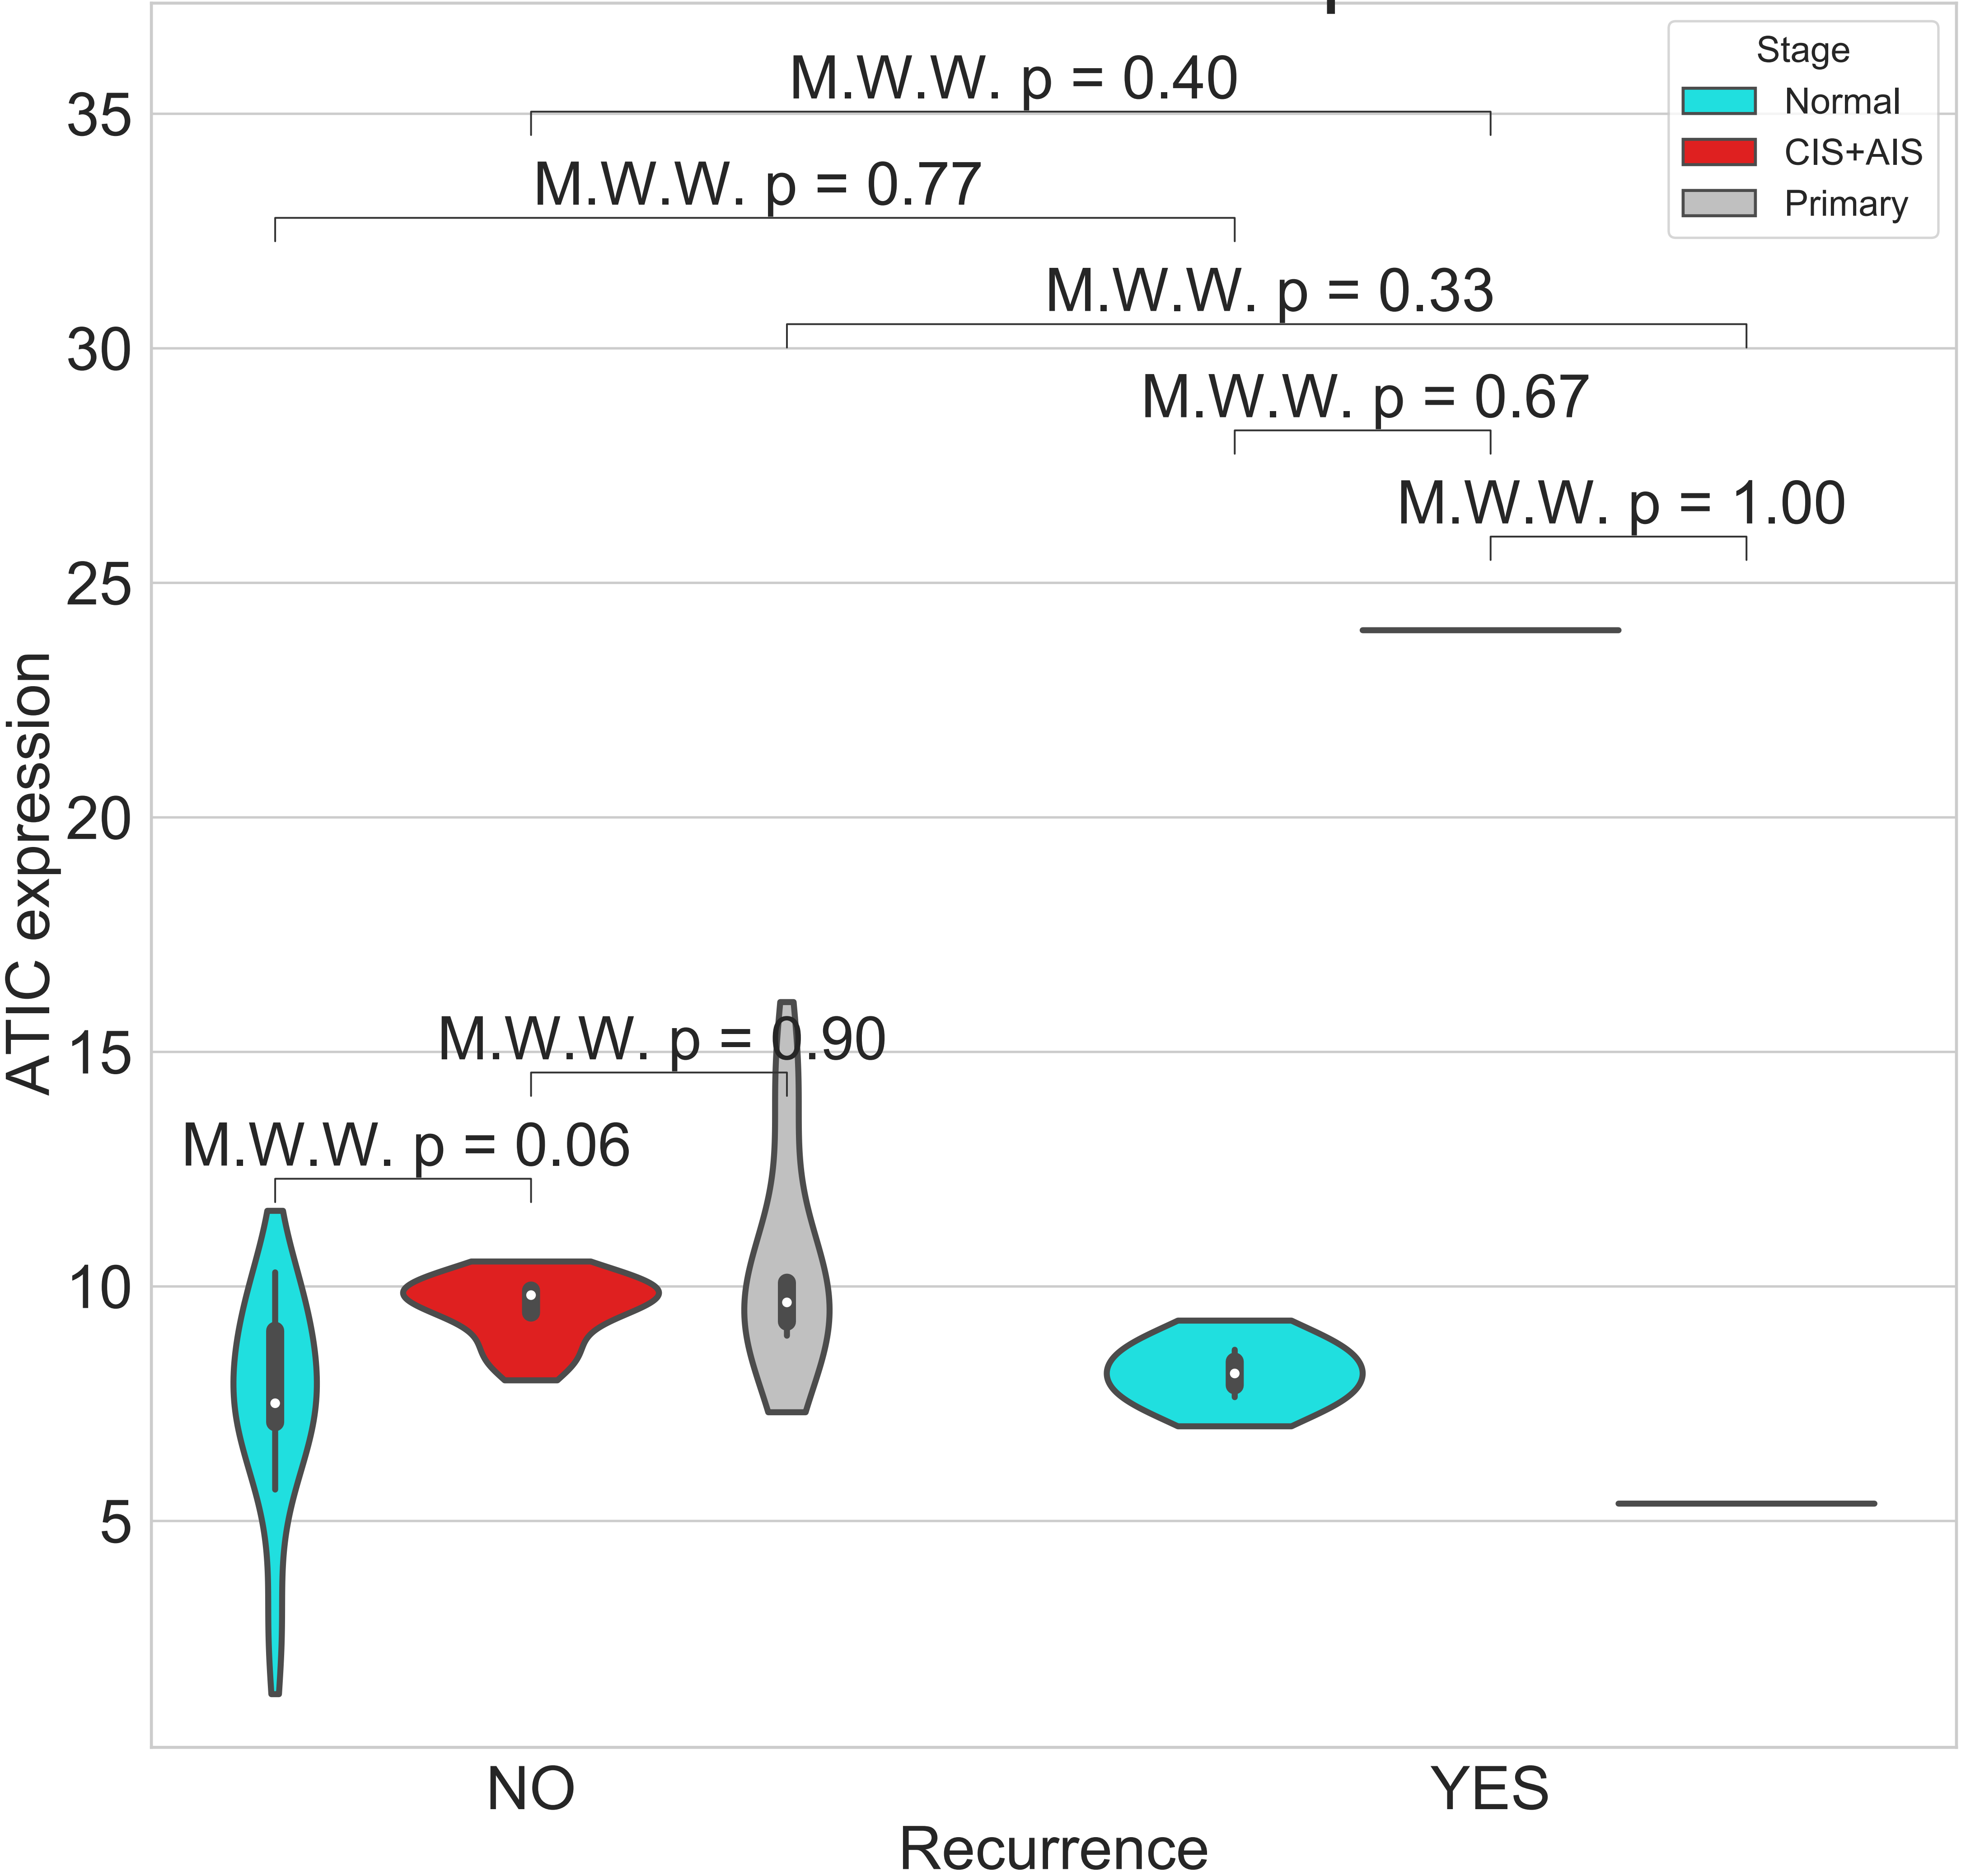 Stage
Normal
CIS+AIS
Primary
M.W.W. p = 0.40
M.W.W. p = 0.77
M.W.W. p = 0.33
M.W.W. p = 0.67
M.W.W. p = 1.00
M.W.W. p = 0.90
M.W.W. p = 0.06
35
30
25
20
15
10
5
ATIC expression
NO
YES
Recurrence